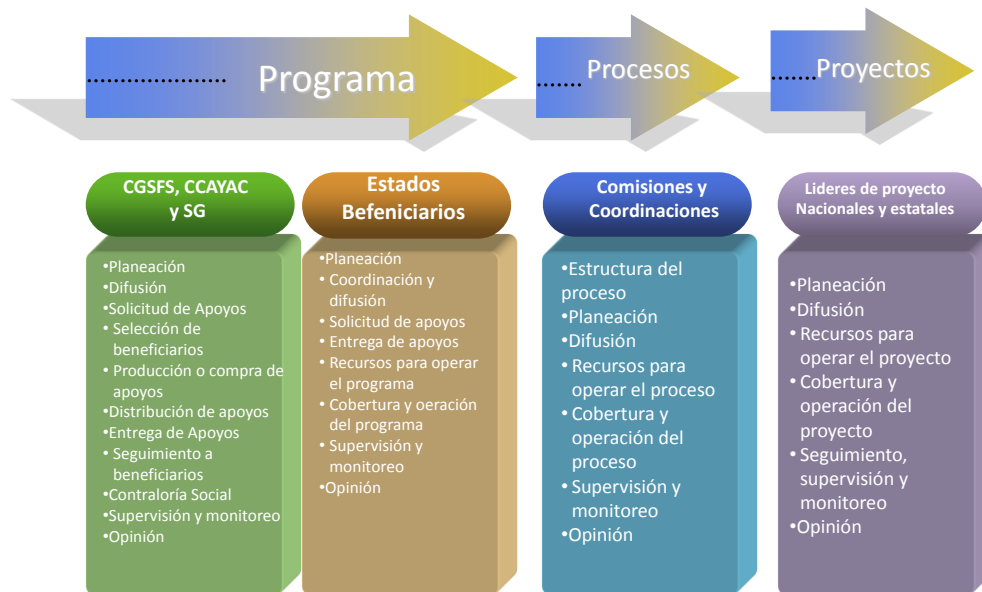 Programa
Procesos
Proyectos
CGSFS, CCAYAC
y SG
•Planeación
•Difusión
•Solicitud de Apoyos
• Selección de
beneficiarios
• Producción o compra de
apoyos
•Distribución de apoyos
•Entrega de Apoyos
• Seguimiento a
beneficiarios
•Contraloría Social
•Supervisión y monitoreo
•Opinión
Estados
Befeniciarios
•Planeación
• Coordinación y
difusión
• Solicitud de apoyos
• Entrega de apoyos
• Recursos para operar
el programa
• Cobertura y oeración
del programa
• Supervisión y
monitoreo
•Opinión
Comisiones y
Coordinaciones
•Estructura del
proceso
•Planeación
•Difusión
• Recursos para
operar el proceso
• Cobertura y
operación del
proceso
• Supervisión y
monitoreo
•Opinión
Lideres de proyecto
Nacionales y estatales
•Planeación
•Difusión
• Recursos para
operar el proyecto
• Cobertura y
operación del
proyecto
• Seguimiento,
supervisión y
monitoreo
•Opinión